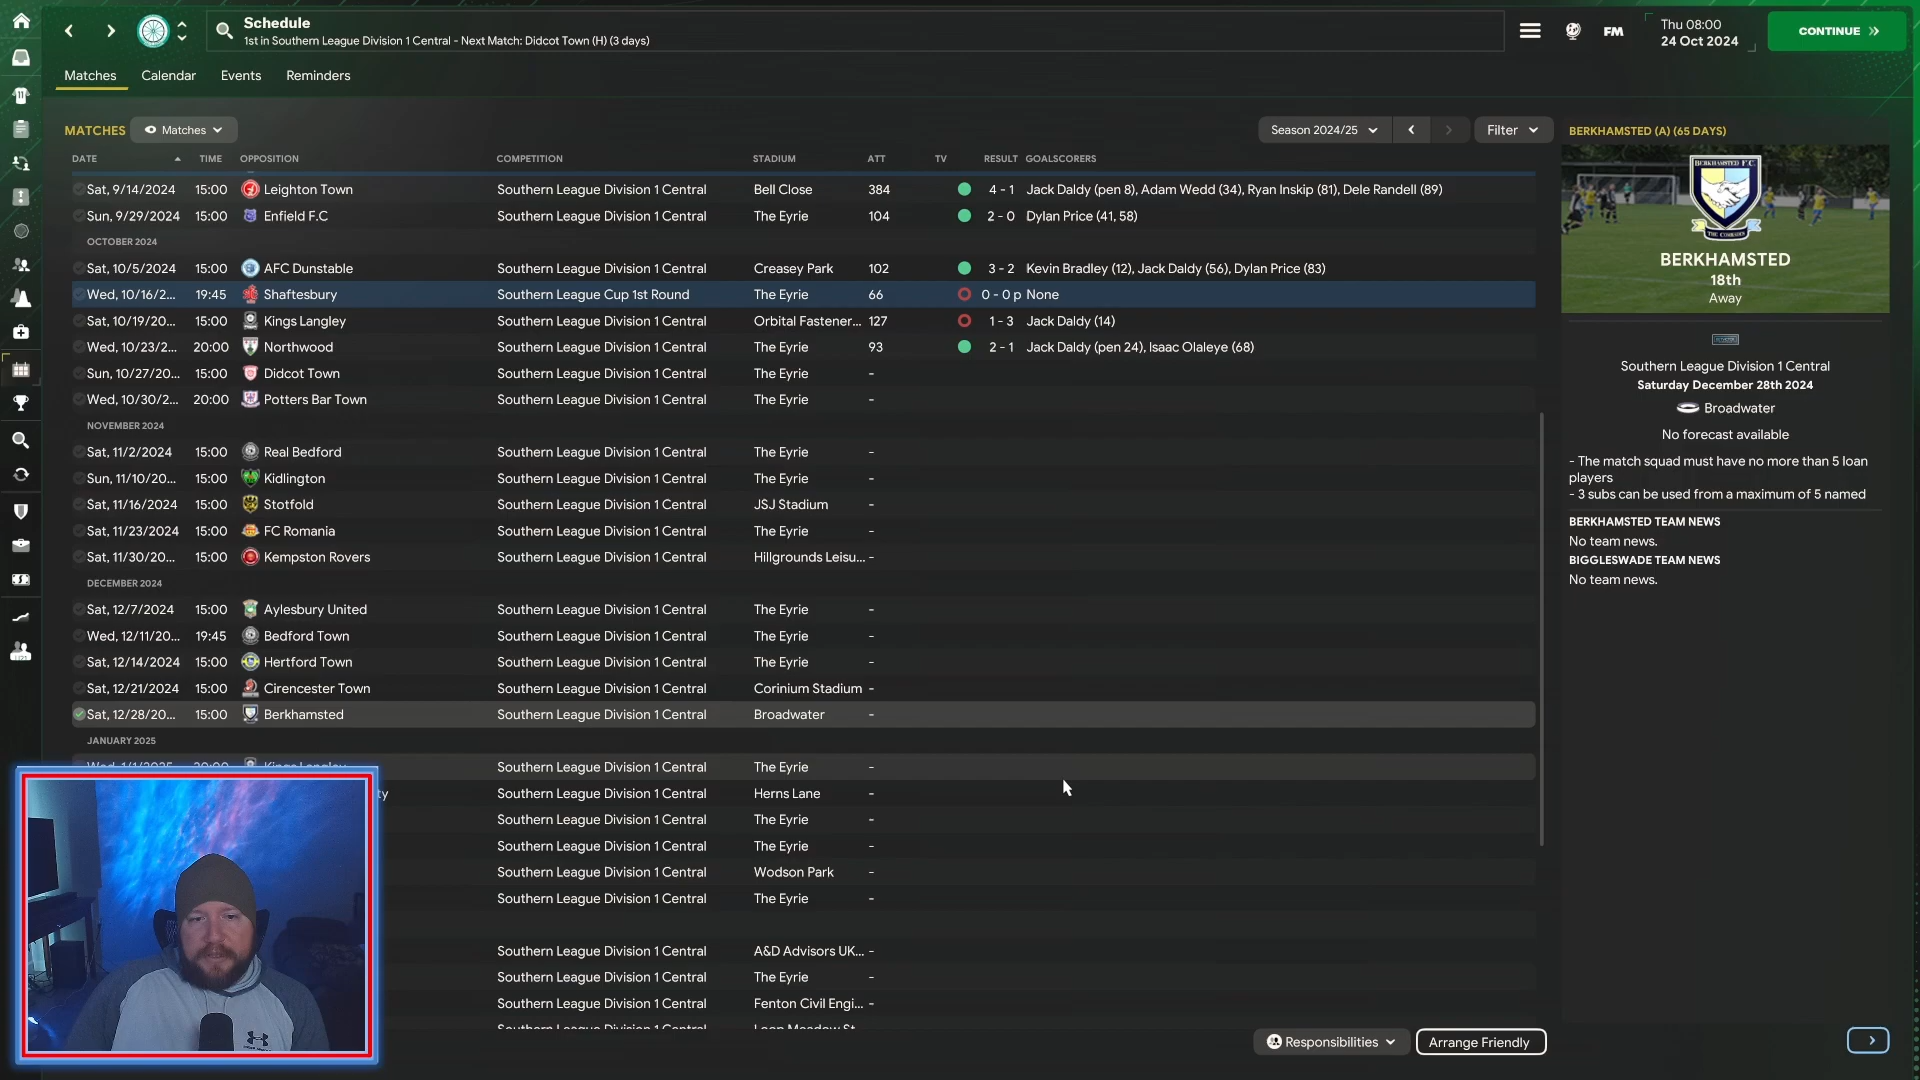 Schedule
1st in Southern League Division 1 Central - Next Match: Didcot Town (H) (3 days)
FM
Thu 08:00
24 Oct 2024
CONTINUE
Matches Calendar Events Reminders
MATCHES Matches Season 2024/25 Filter
DATE TIME OPPOSITION COMPETITION STADIUM ATT TV RESULT GOALSCORERS
Sat, 9/14/2024 15:00 Leighton Town Southern League Division 1 Central Bell Close 384 4 - 1 Jack Daldy (pen 8), Adam Wedd (34), Ryan Inskip (81), Dele Randell (89)
Sun, 9/29/2024 15:00 Enfield F.C Southern League Division 1 Central The Eyrie 104 2 - 0 Dylan Price (41, 58)
OCTOBER 2024
Sat, 10/5/2024 15:00 AFC Dunstable Southern League Division 1 Central Creasey Park 102 3 - 2 Kevin Bradley (12), Jack Daldy (56), Dylan Price (83)
Wed, 10/16/2... 19:45 Shaftesbury Southern League Cup 1st Round The Eyrie 66 0 - 0 p None
Sat, 10/19/20... 15:00 Kings Langley Southern League Division 1 Central Orbital Fastener... 127 1 - 3 Jack Daldy (14)
Wed, 10/23/2... 20:00 Northwood Southern League Division 1 Central The Eyrie 93 2 - 1 Jack Daldy (pen 24), Isaac Olaleye (68)
Sun, 10/27/20... 15:00 Didcot Town Southern League Division 1 Central The Eyrie -
Wed, 10/30/2... 20:00 Potters Bar Town Southern League Division 1 Central The Eyrie -
NOVEMBER 2024
Sat, 11/2/2024 15:00 Real Bedford Southern League Division 1 Central The Eyrie -
Sun, 11/10/20... 15:00 Kidlington Southern League Division 1 Central The Eyrie -
Sat, 11/16/2024 15:00 Stotfold Southern League Division 1 Central JSJ Stadium -
Sat, 11/23/2024 15:00 FC Romania Southern League Division 1 Central The Eyrie -
Sat, 11/30/20... 15:00 Kempston Rovers Southern League Division 1 Central Hillgrounds Leisu... -
DECEMBER 2024
Sat, 12/7/2024 15:00 Aylesbury United Southern League Division 1 Central The Eyrie -
Wed, 12/11/20... 19:45 Bedford Town Southern League Division 1 Central The Eyrie -
Sat, 12/14/2024 15:00 Hertford Town Southern League Division 1 Central The Eyrie -
Sat, 12/21/2024 15:00 Cirencester Town Southern League Division 1 Central Corinium Stadium -
Sat, 12/28/20... 15:00 Berkhamsted Southern League Division 1 Central Broadwater -
JANUARY 2025
Southern League Division 1 Central The Eyrie -
ty Southern League Division 1 Central Herns Lane -
Southern League Division 1 Central The Eyrie -
Southern League Division 1 Central The Eyrie -
Southern League Division 1 Central Wodson Park -
Southern League Division 1 Central The Eyrie -
Southern League Division 1 Central A&D Advisors UK... -
Southern League Division 1 Central The Eyrie -
Southern League Division 1 Central Fenton Civil Engi... -
Responsibilities Arrange Friendly
BERKHAMSTED (A) (65 DAYS)
BERKHAMSTED F.C.
BERKHAMSTED
18th
Away
Southern League Division 1 Central
Saturday December 28th 2024
Broadwater
No forecast available
- The match squad must have no more than 5 loan
players
- 3 subs can be used from a maximum of 5 named
BERKHAMSTED TEAM NEWS
No team news.
BIGGLESWADE TEAM NEWS
No team news.